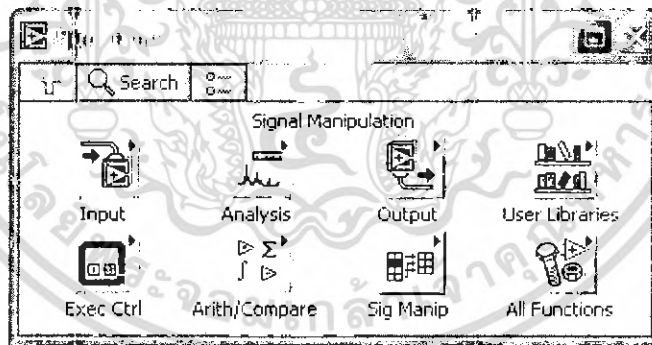 Search
Signal Manipulation
Input Analysis Output User Libraries
Exec Ctrl Arith/Compare Sig Manip All Functions